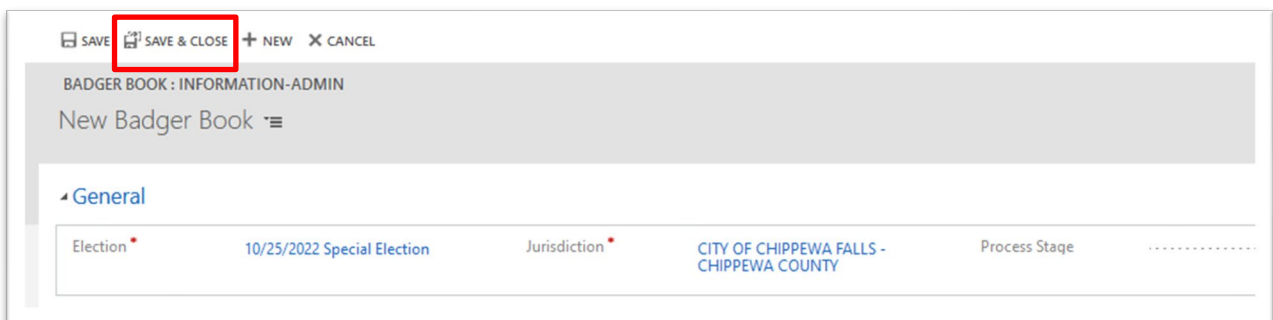 SAVE SAVE & CLOSE + NEW X CANCEL
BADGER BOOK : INFORMATION-ADMIN
New Badger Book
General
Election * 10/25/2022 Special Election Jurisdiction * CITY OF CHIPPEWA FALLS - Process Stage
CHIPPEWA COUNTY